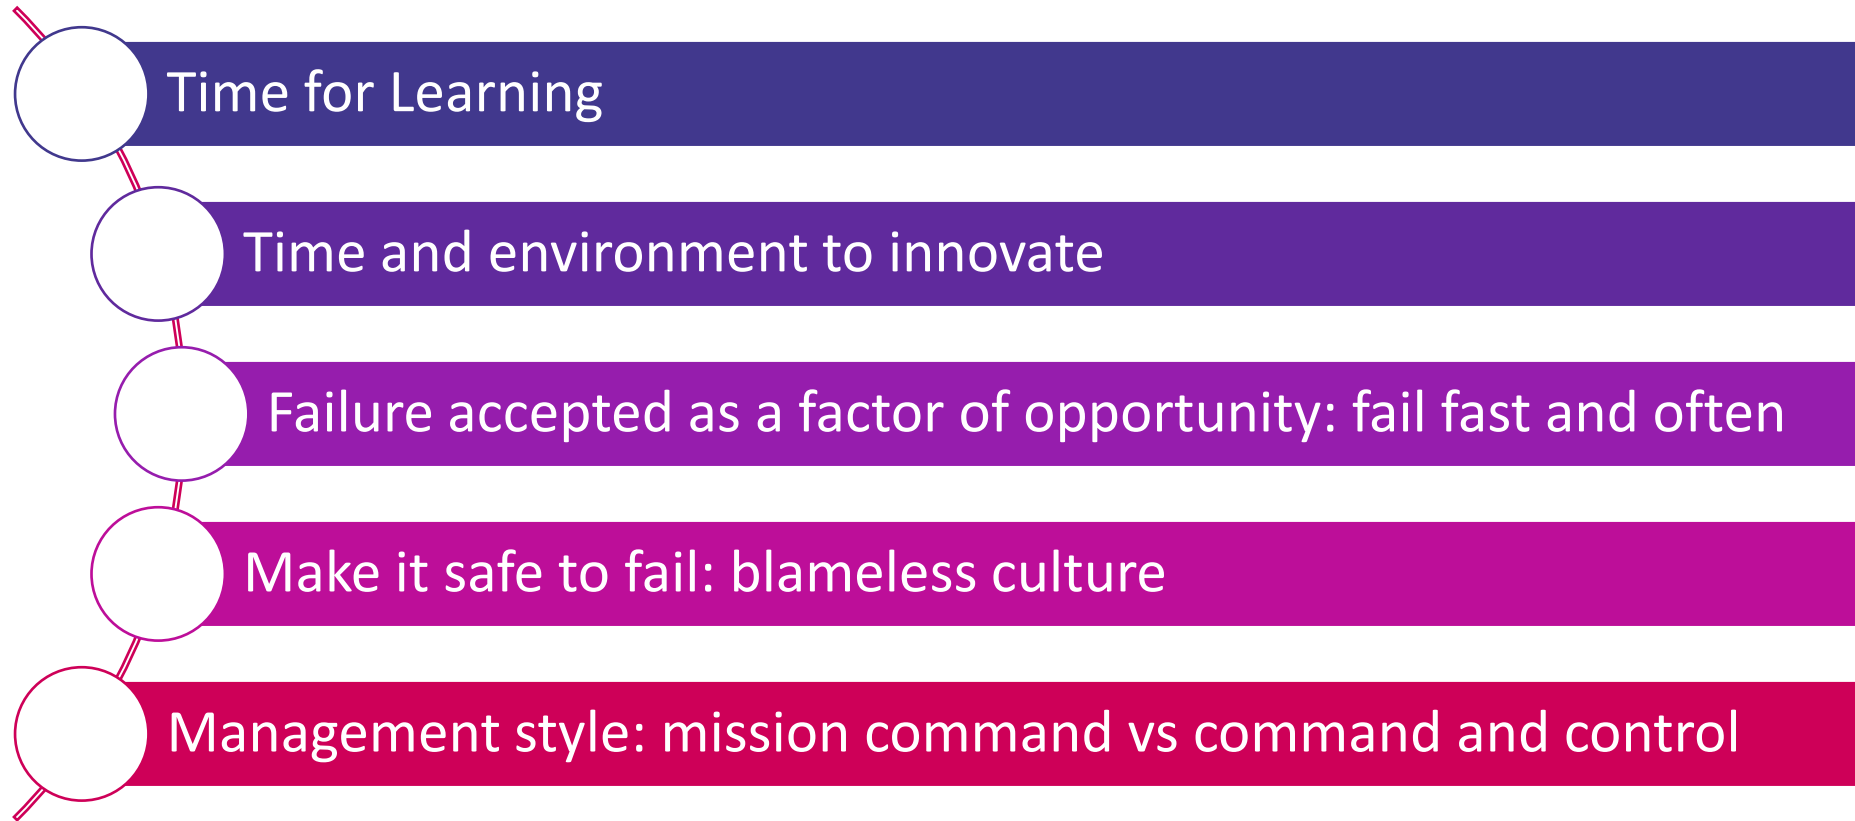 Time for Learning
Time and environment to innovate
Failure accepted as a factor of opportunity: fail fast and often
Make it safe to fail: blameless culture
Management style: mission command vs command and control